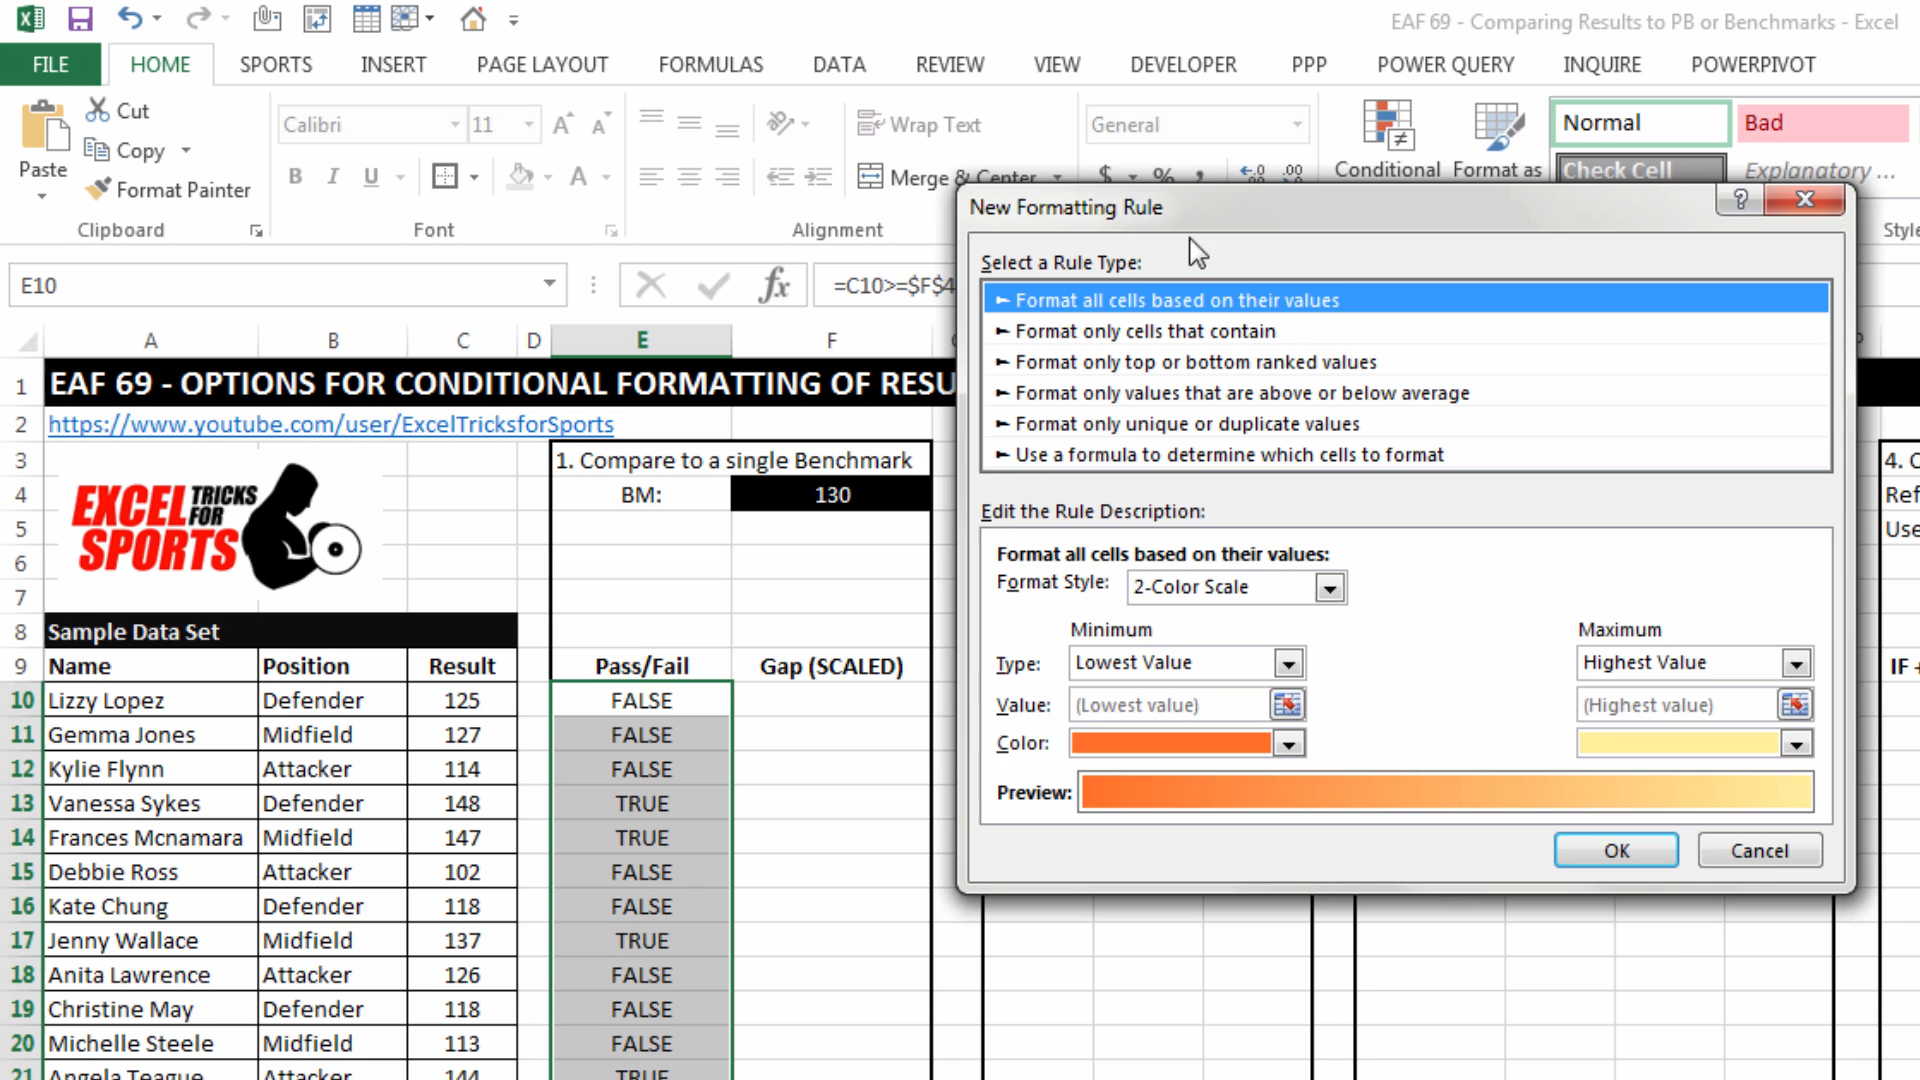 EAF 69 - Comparing Results to PB or Benchmarks - Excel
FILE HOME SPORTS INSERT PAGE LAYOUT FORMULAS DATA REVIEW VIEW DEVELOPER PPP POWER QUERY INQUIRE POWERPIVOT
Cut
Copy
Format Painter
Paste
Clipboard
Calibri 11
B I U A
Font
Wrap Text
Merge & Center
Alignment
General
$ %
Conditional Format as
Normal Bad
Check Cell Explanatory ...
Style
E10 fx =C10>=$F$4
New Formatting Rule
Select a Rule Type:
Format all cells based on their values
Format only cells that contain
Format only top or bottom ranked values
Format only values that are above or below average
Format only unique or duplicate values
Use a formula to determine which cells to format
Edit the Rule Description:
Format all cells based on their values:
Format Style: 2-Color Scale
Minimum Maximum
Type: Lowest Value Highest Value
Value: (Lowest value) (Highest value)
Color:
Preview:
OK Cancel
A B C D E F
1 EAF 69 - OPTIONS FOR CONDITIONAL FORMATTING OF RESU
2 https://www.youtube.com/user/ExcelTricksforSports
3 1. Compare to a single Benchmark 4. C
4 BM: 130 Ref
5 Use
6
7
EXCEL TRICKS FOR SPORTS
8 Sample Data Set
9 Name Position Result Pass/Fail Gap (SCALED) IF +
10 Lizzy Lopez Defender 125 FALSE
11 Gemma Jones Midfield 127 FALSE
12 Kylie Flynn Attacker 114 FALSE
13 Vanessa Sykes Defender 148 TRUE
14 Frances Mcnamara Midfield 147 TRUE
15 Debbie Ross Attacker 102 FALSE
16 Kate Chung Defender 118 FALSE
17 Jenny Wallace Midfield 137 TRUE
18 Anita Lawrence Attacker 126 FALSE
19 Christine May Defender 118 FALSE
20 Michelle Steele Midfield 113 FALSE
21 Angela Teague Attacker 144 TRUE